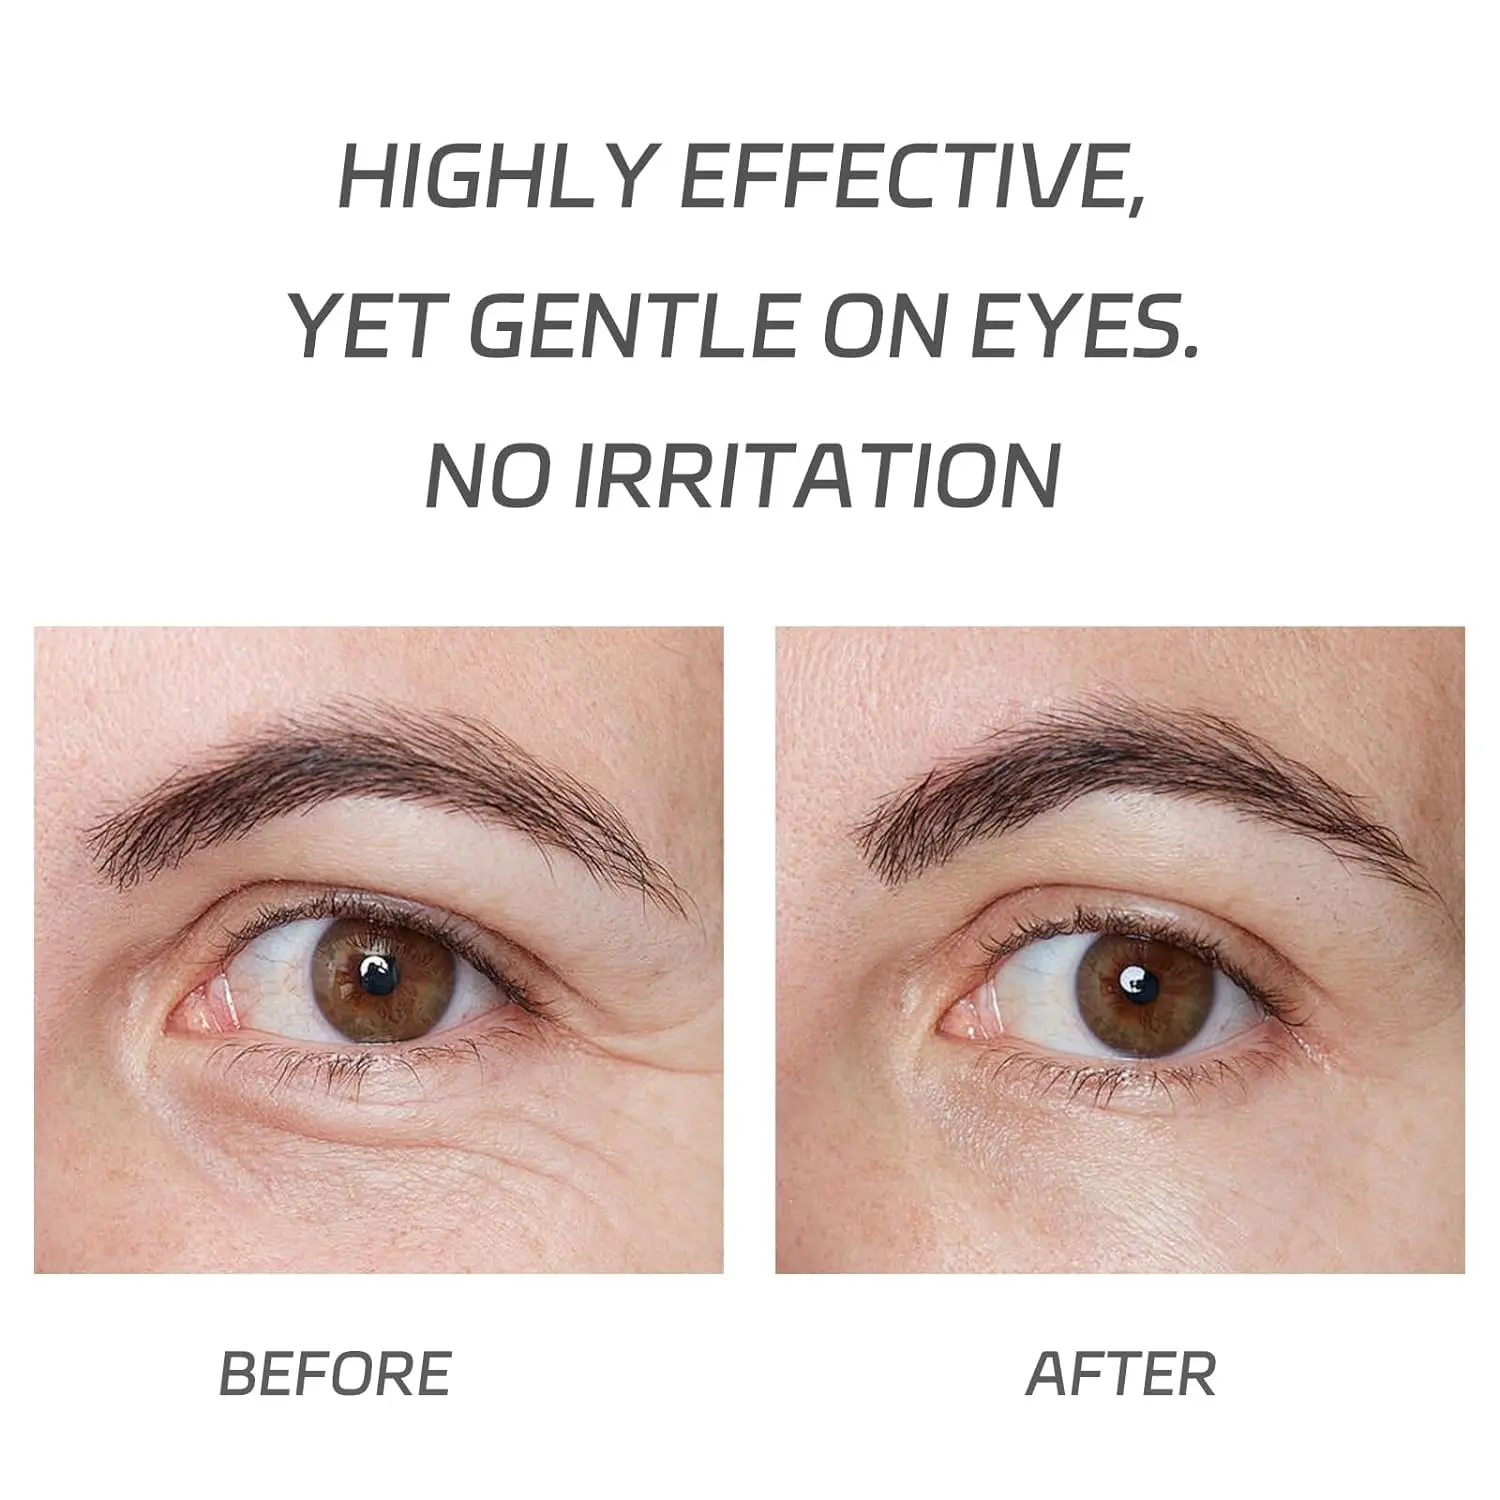 HIGHLY EFFECTIVE,
YET GENTLE ON EYES.
NO IRRITATION
BEFORE
AFTER